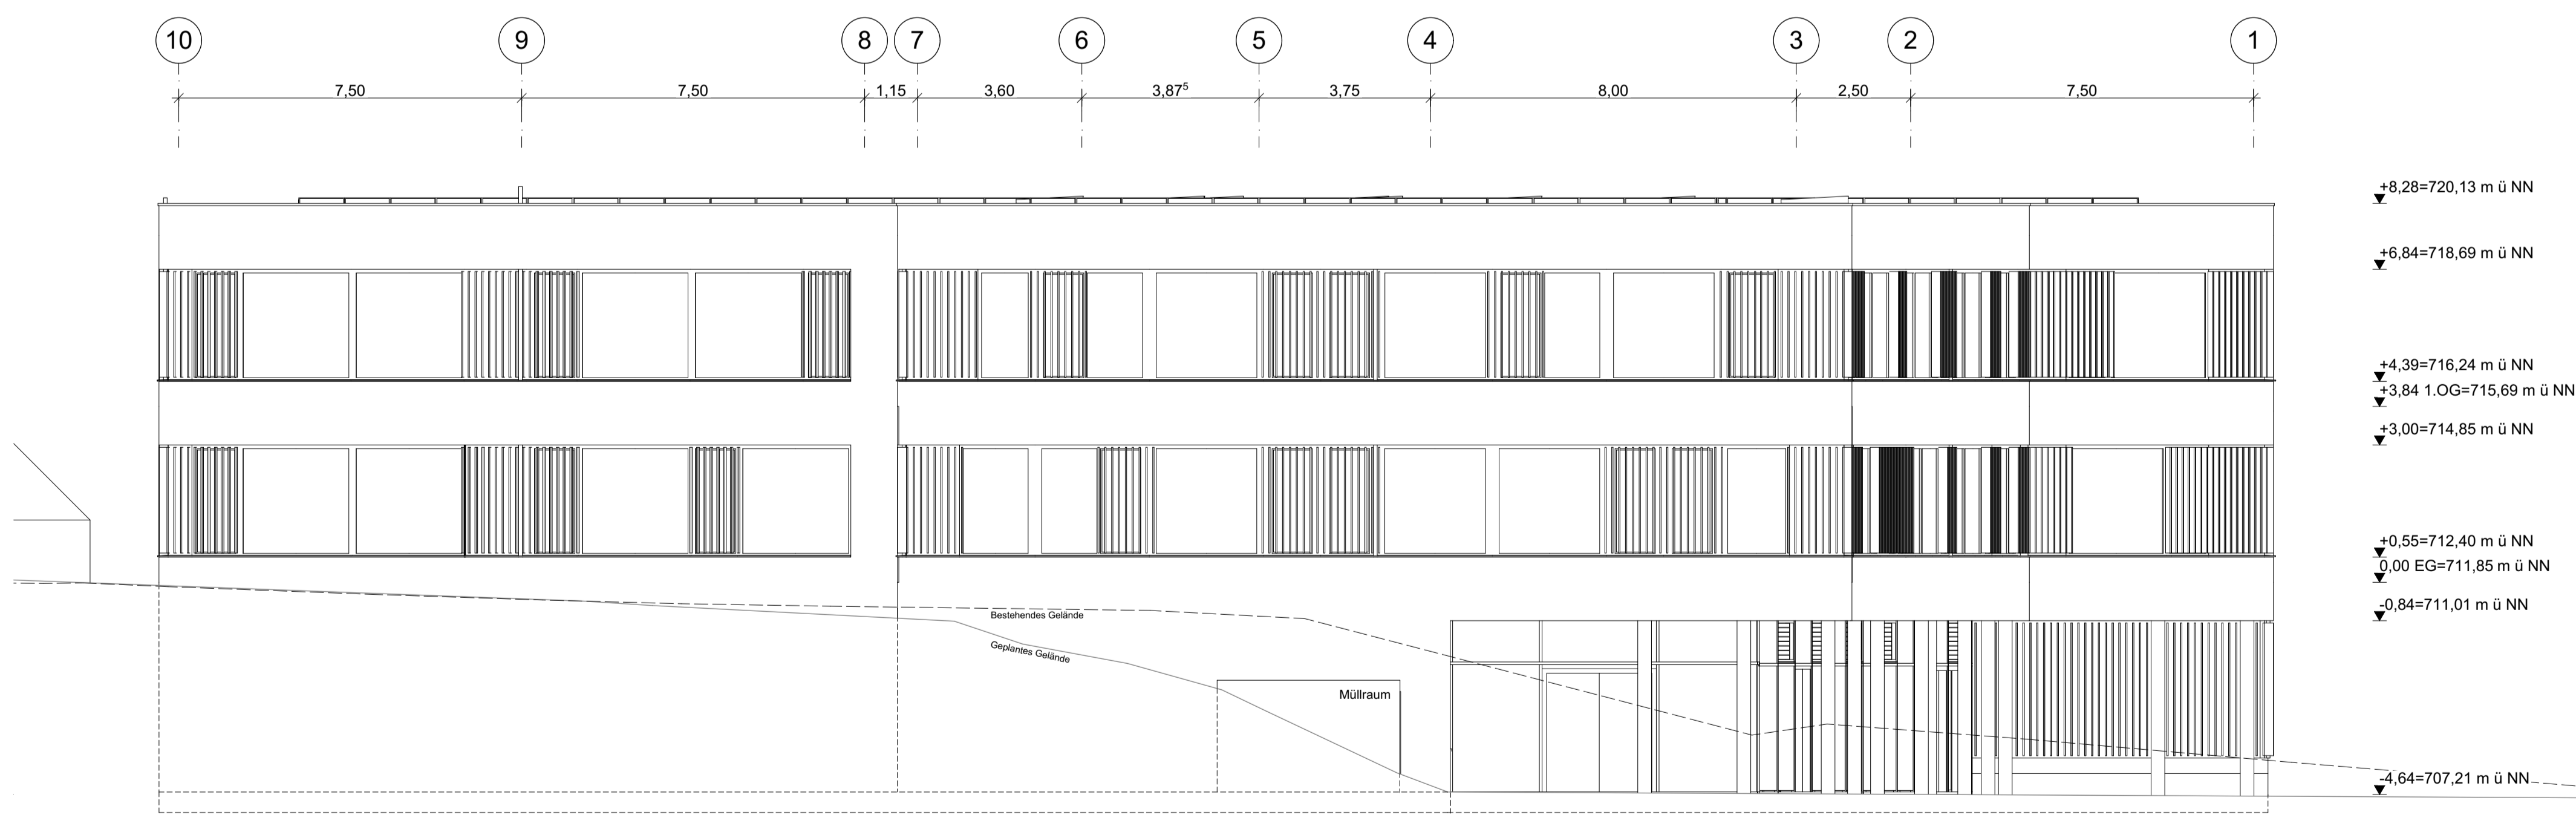 10 9 8 7 6 5 4 3 2 1
7,50 7,50 1,15 3,60 3,87⁵ 3,75 8,00 2,50 7,50
+8,28=720,13 m ü NN
+6,84=718,69 m ü NN
+4,39=716,24 m ü NN
+3,84 1.OG=715,69 m ü NN
+3,00=714,85 m ü NN
+0,55=712,40 m ü NN
0,00 EG=711,85 m ü NN
-0,84=711,01 m ü NN
Bestehendes Gelände
Geplantes Gelände
Müllraum
-4,64=707,21 m ü NN